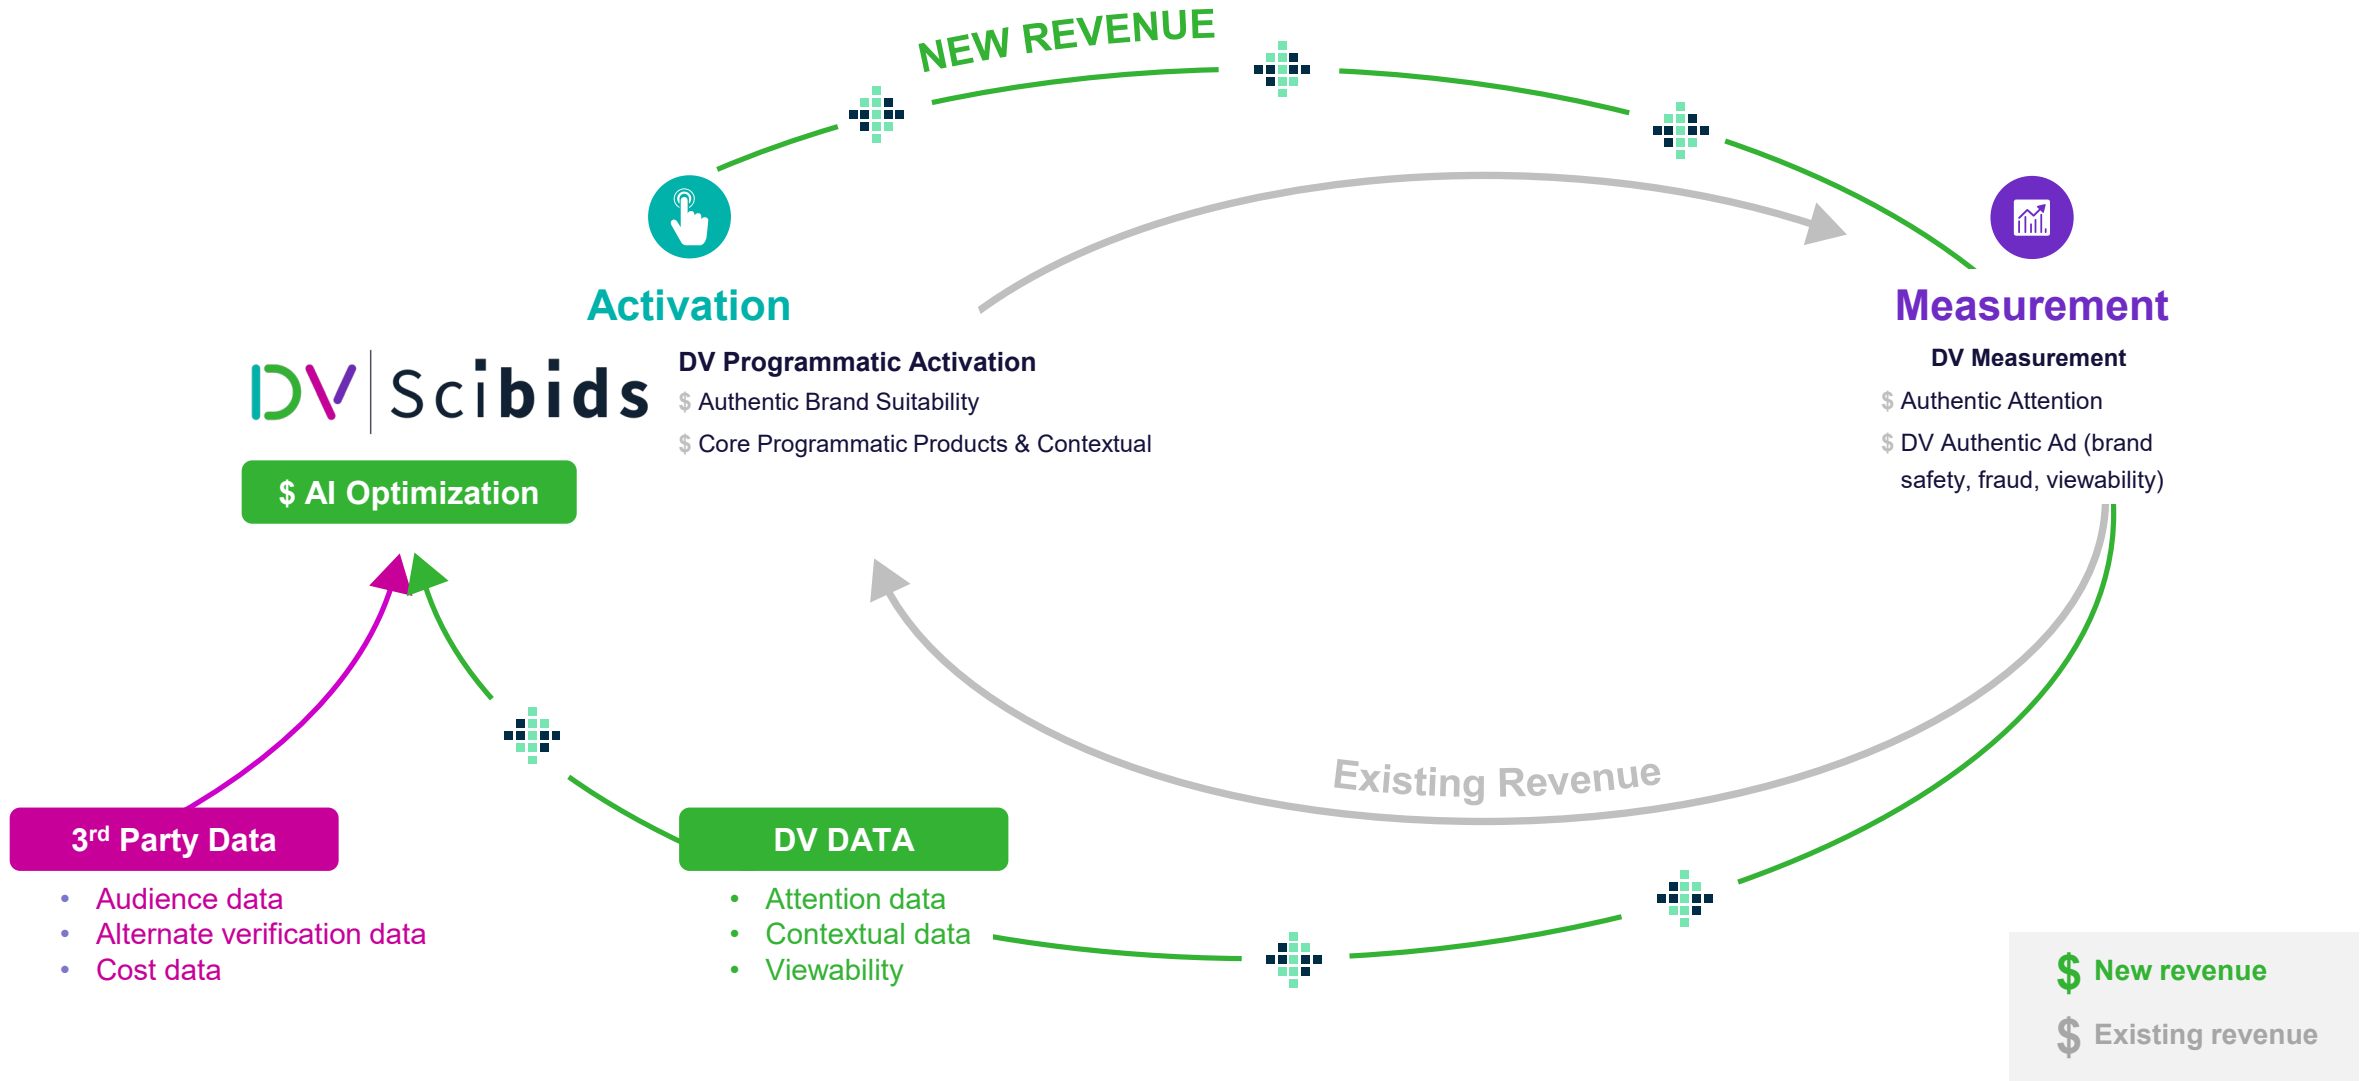 NEW REVENUE
Activation
Measurement
DV Scibids
DV Programmatic Activation
$ Authentic Brand Suitability
$ Core Programmatic Products & Contextual
DV Measurement
$ Authentic Attention
$ DV Authentic Ad (brand
safety, fraud, viewability)
$ AI Optimization
Existing Revenue
3rd Party Data
• Audience data
• Alternate verification data
• Cost data
DV DATA
• Attention data
• Contextual data
• Viewability
$ New revenue
$ Existing revenue